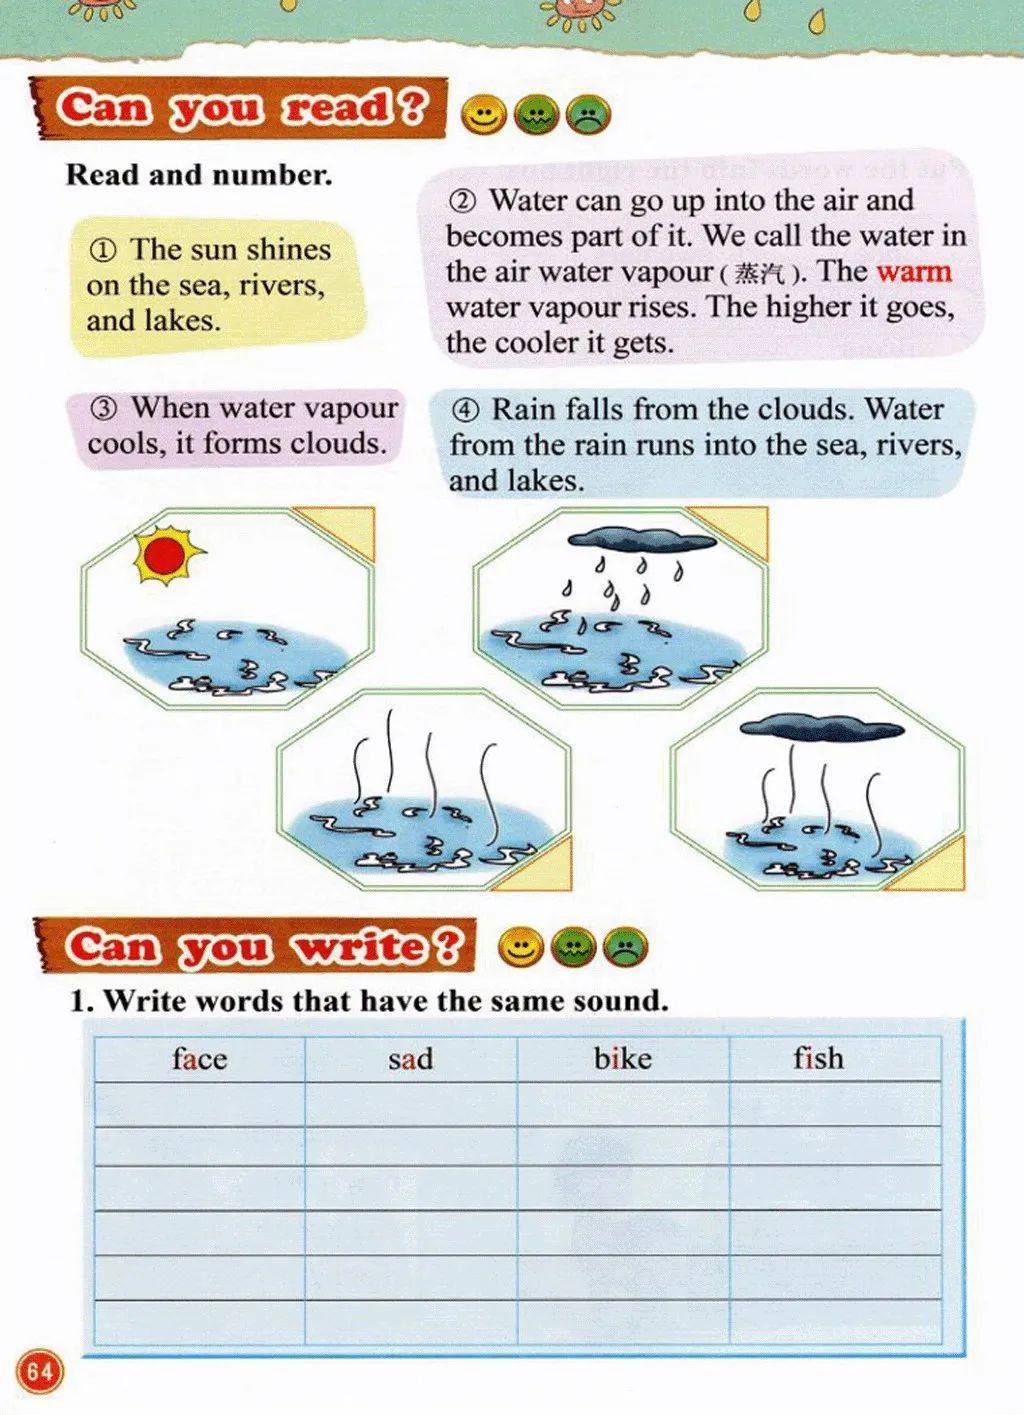 Can you read?
Read and number.
① The sun shines
on the sea, rivers,
and lakes.
② Water can go up into the air and
becomes part of it. We call the water in
the air water vapour ( 蒸汽 ). The warm
water vapour rises. The higher it goes,
the cooler it gets.
③ When water vapour
cools, it forms clouds.
④ Rain falls from the clouds. Water
from the rain runs into the sea, rivers,
and lakes.
Can you write?
1. Write words that have the same sound.
face sad bike fish
64